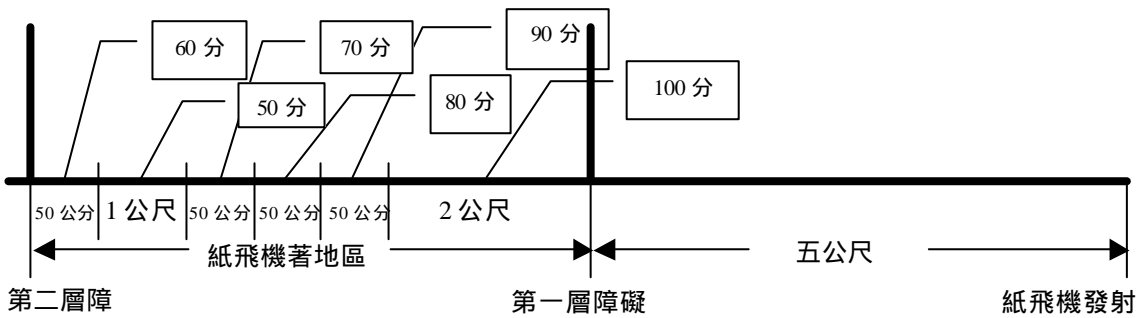 60 分
70 分
90 分
50 分
80 分
100 分
50 公分
1 公尺
50 公分
50 公分
50 公分
2 公尺
紙飛機著地區
五公尺
第二層障
第一層障礙
紙飛機發射